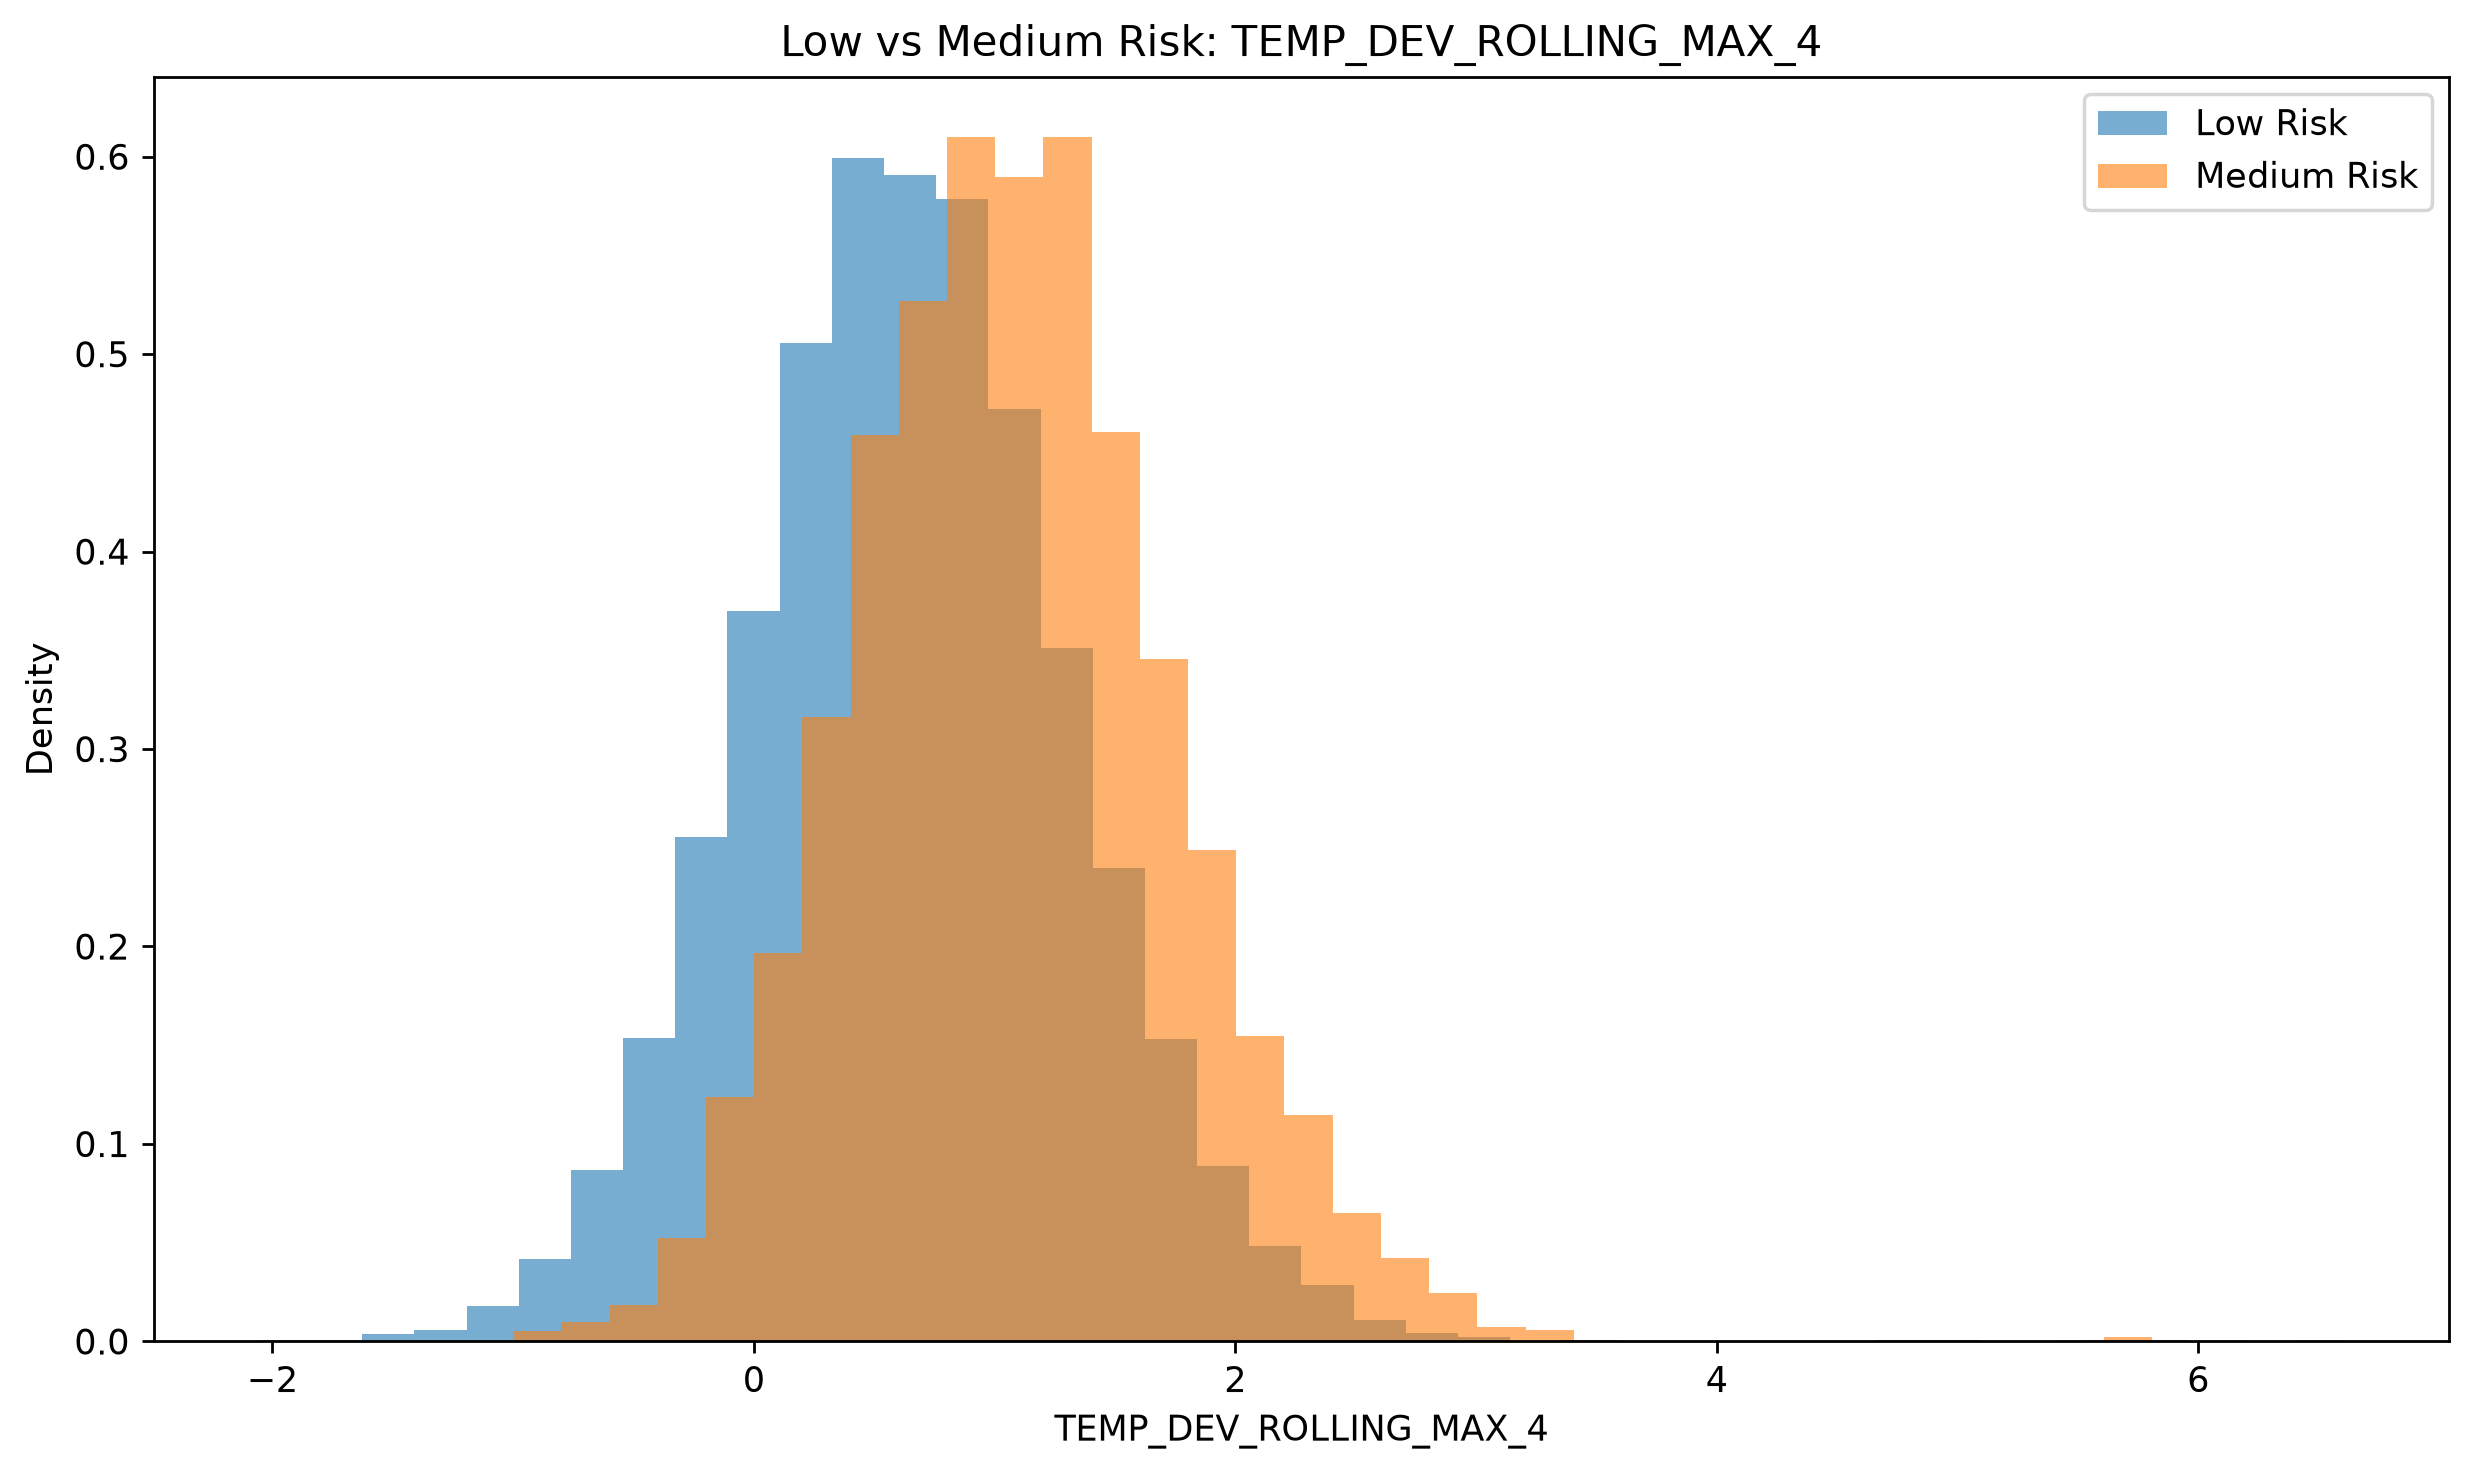 Low vs Medium Risk: TEMP_DEV_ROLLING_MAX_4
Low Risk
Medium Risk
0.6
0.5
0.4
0.3
0.2
0.1
0.0
Density
−2
0
2
4
6
TEMP_DEV_ROLLING_MAX_4